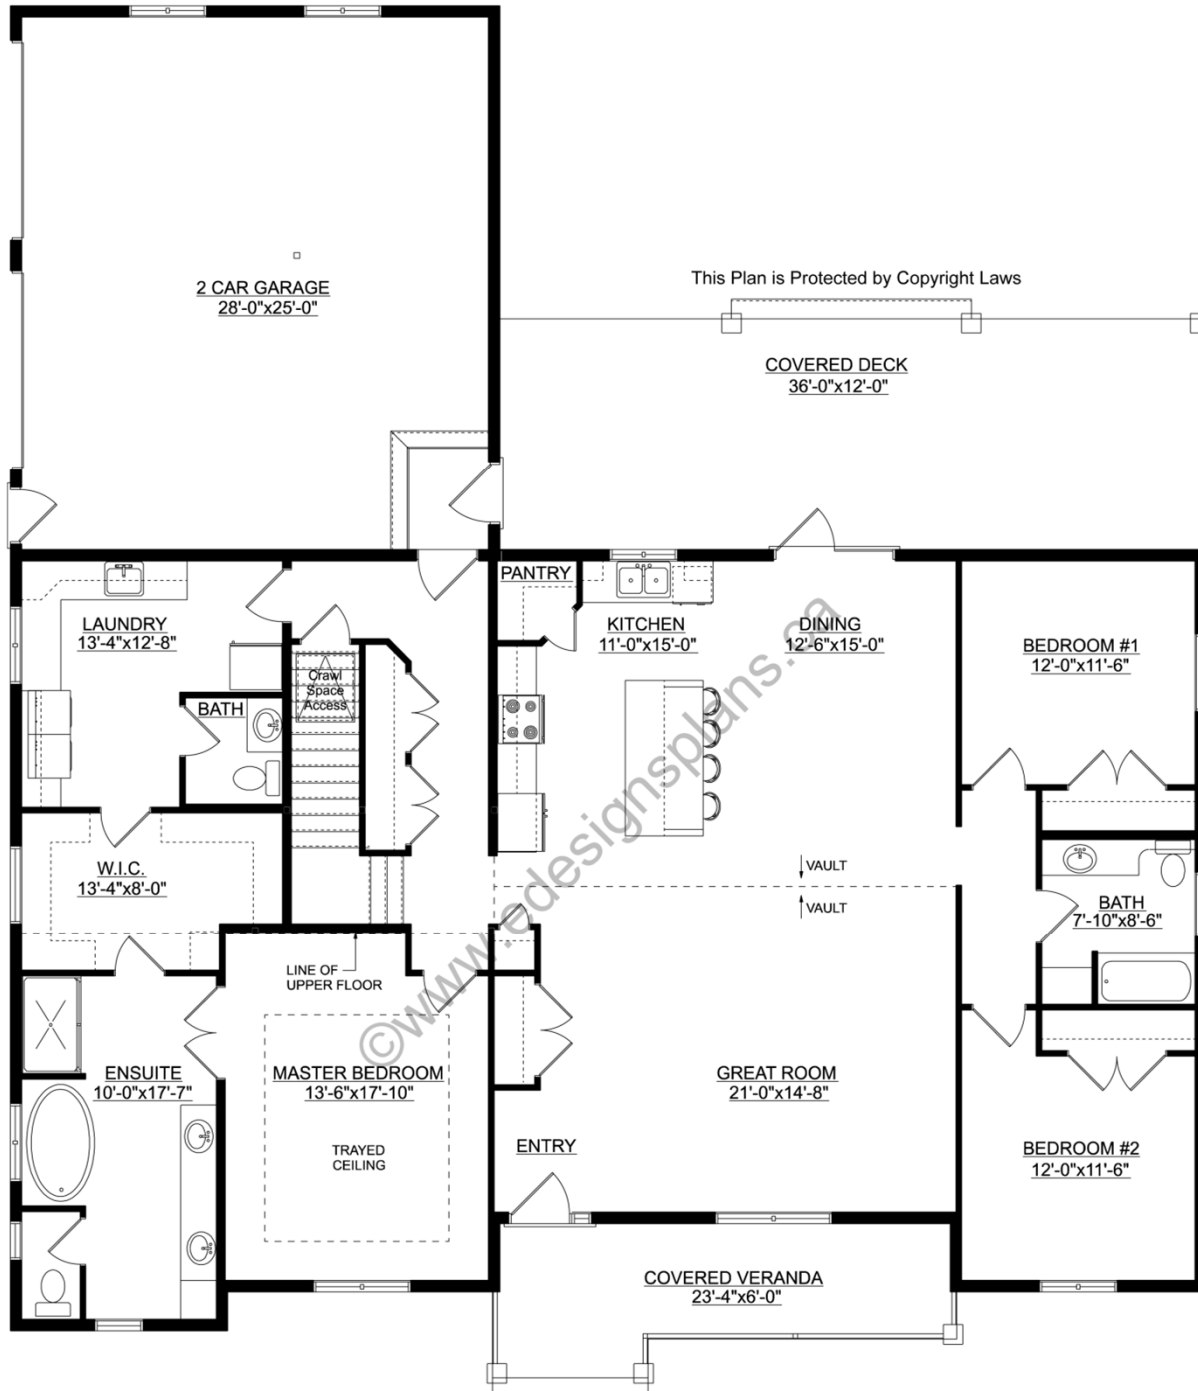 2 CAR GARAGE
28'-0"x25'-0"
This Plan is Protected by Copyright Laws
COVERED DECK
36'-0"x12'-0"
PANTRY
LAUNDRY
13'-4"x12'-8"
KITCHEN
11'-0"x15'-0"
DINING
12'-6"x15'-0"
BEDROOM #1
12'-0"x11'-6"
Crawl
Space
Access
BATH
W.I.C.
13'-4"x8'-0"
VAULT
VAULT
BATH
7'-10"x8'-6"
LINE OF
UPPER FLOOR
©www.edesignsplans.ca
ENSUITE
10'-0"x17'-7"
MASTER BEDROOM
13'-6"x17'-10"
TRAYED
CEILING
GREAT ROOM
21'-0"x14'-8"
ENTRY
BEDROOM #2
12'-0"x11'-6"
COVERED VERANDA
23'-4"x6'-0"